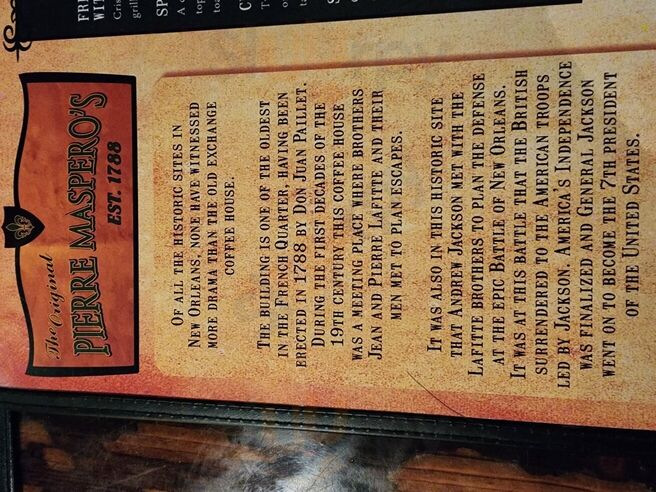 The Original
PIERRE MASPERO'S
EST. 1788
OF ALL THE HISTORIC SITES IN
NEW ORLEANS, NONE HAVE WITNESSED
MORE DRAMA THAN THE OLD EXCHANGE
COFFEE HOUSE.
THE BUILDING IS ONE OF THE OLDEST
IN THE FRENCH QUARTER, HAVING BEEN
ERECTED IN 1788 BY DON JUAN PAILLET.
DURING THE FIRST DECADES OF THE
19TH CENTURY THIS COFFEE HOUSE
WAS A MEETING PLACE WHERE BROTHERS
JEAN AND PIERRE LAFITTE AND THEIR
MEN MET TO PLAN ESCAPES.
IT WAS ALSO IN THIS HISTORIC SITE
THAT ANDREW JACKSON MET WITH THE
LAFITTE BROTHERS TO PLAN THE DEFENSE
AT THE EPIC BATTLE OF NEW ORLEANS.
IT WAS AT THIS BATTLE THAT THE BRITISH
SURRENDERED TO THE AMERICAN TROOPS
LED BY JACKSON. AMERICA'S INDEPENDENCE
WAS FINALIZED AND GENERAL JACKSON
WENT ON TO BECOME THE 7TH PRESIDENT
OF THE UNITED STATES.